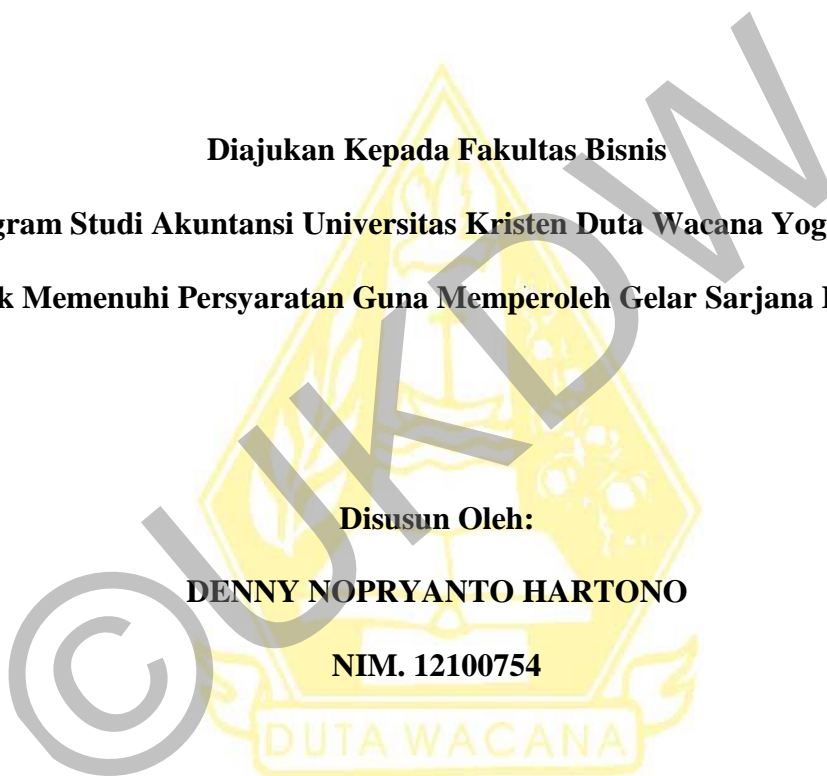 Diajukan Kepada Fakultas Bisnis
gram Studi Akuntansi Universitas Kristen Duta Wacana Yog
k Memenuhi Persyaratan Guna Memperoleh Gelar Sarjana
Disusun Oleh:
DENNY NOPRYANTO HARTONO
NIM. 12100754
DUTA WACANA
©UKDW